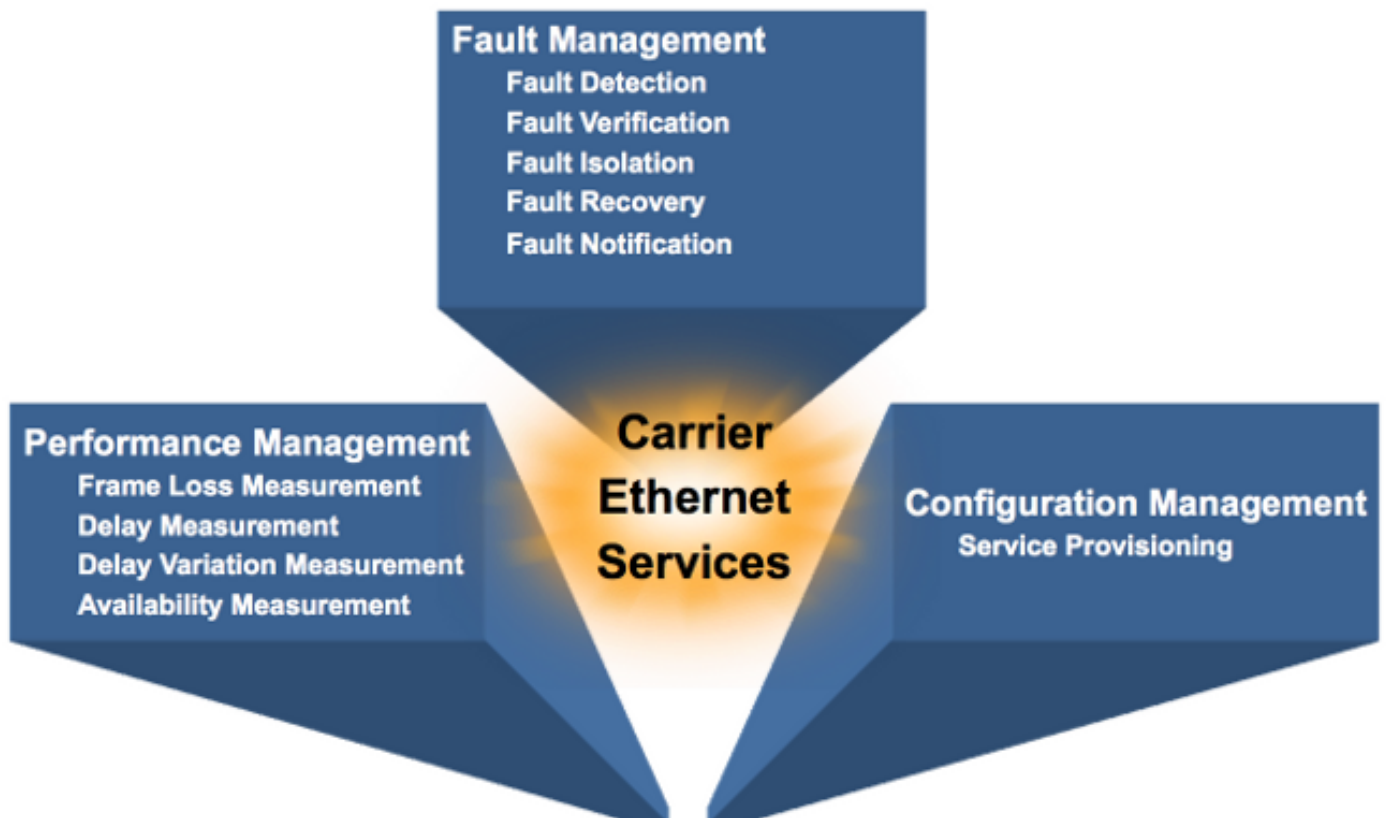 Fault Management
Fault Detection
Fault Verification
Fault Isolation
Fault Recovery
Fault Notification
Performance Management
Frame Loss Measurement
Delay Measurement
Delay Variation Measurement
Availability Measurement
Carrier
Ethernet
Services
Configuration Management
Service Provisioning